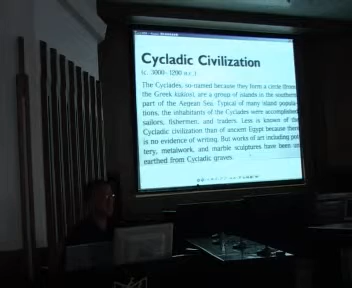 Cycladic Civilization
(c. 3000-1200 B.C.)
The Cyclades, so-named because they form a circle (from
the Greek kuklos), are a group of islands in the southern
part of the Aegean Sea. Typical of many island popula-
tions, the inhabitants of the Cyclades were accomplished
sailors, fishermen, and traders. Less is known of the
Cycladic civilization than of ancient Egypt because there
is no evidence of writing. But works of art including pot
tery, metalwork, and marble sculptures have been un
earthed from Cycladic graves.